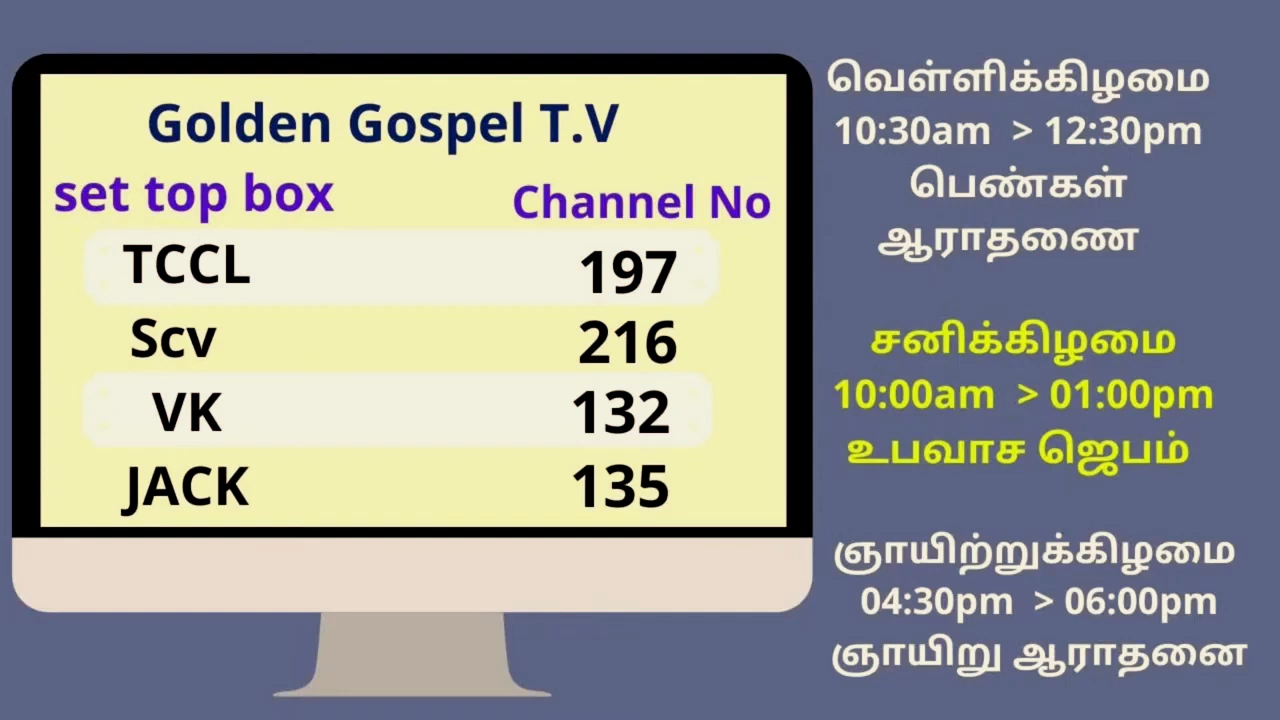 Golden Gospel T.V
set top box Channel No
TCCL 197
Scv 216
VK 132
JACK 135
வெள்ளிக்கிழமை
10:30am > 12:30pm
பெண்கள்
ஆராதணை
சனிக்கிழமை
10:00am > 01:00pm
உபவாச ஜெபம்
ஞாயிற்றுக்கிழமை
04:30pm > 06:00pm
ஞாயிறு ஆராதனை